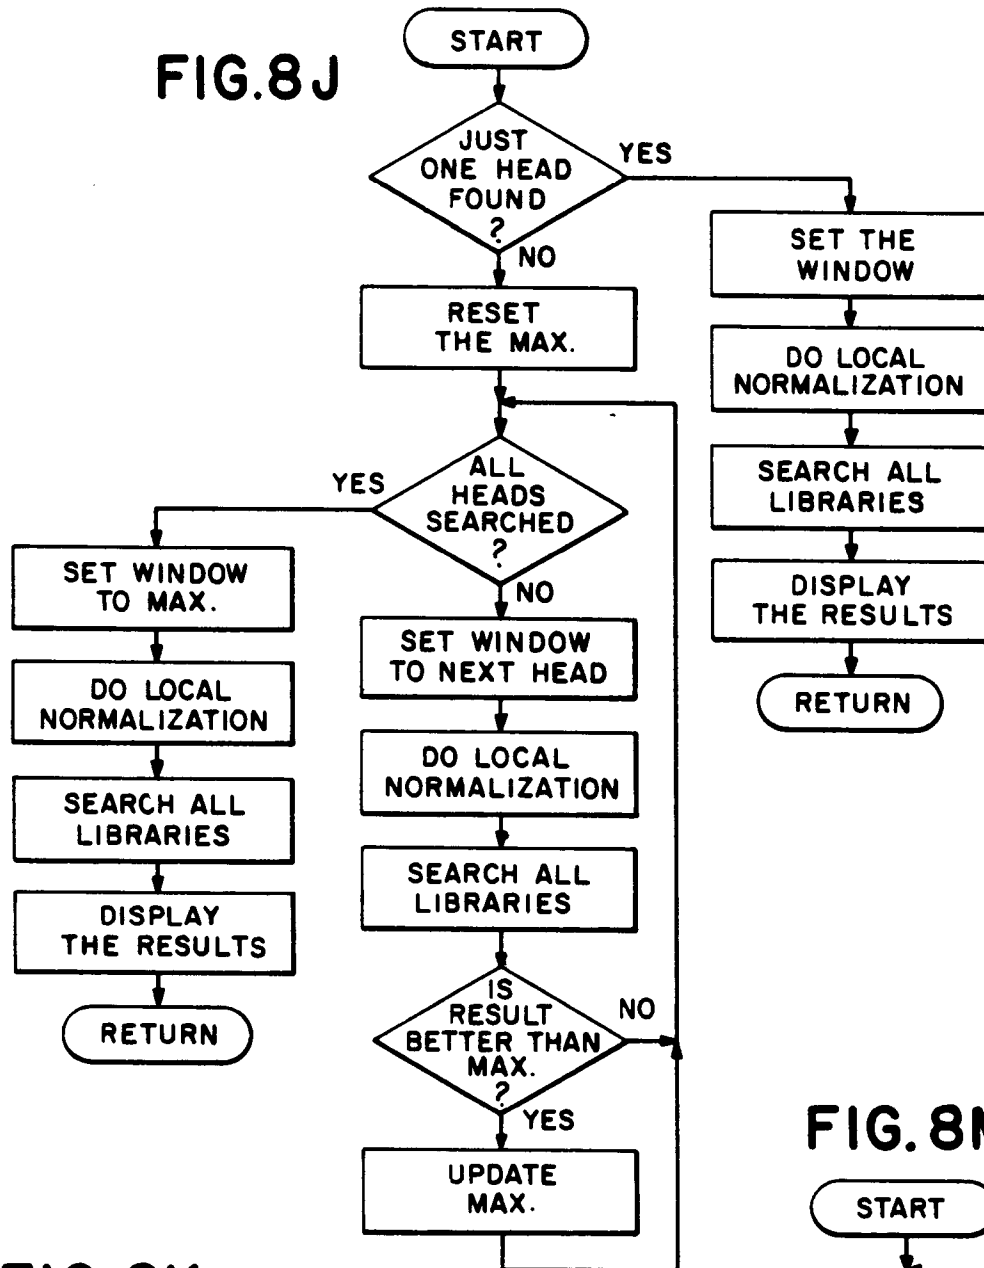 FIG.8J
START
JUST
ONE HEAD
FOUND
?
YES
NO
SET THE
WINDOW
DO LOCAL
NORMALIZATION
SEARCH ALL
LIBRARIES
DISPLAY
THE RESULTS
RETURN
RESET
THE MAX.
ALL
HEADS
SEARCHED
?
YES
NO
SET WINDOW
TO MAX.
DO LOCAL
NORMALIZATION
SEARCH ALL
LIBRARIES
DISPLAY
THE RESULTS
RETURN
SET WINDOW
TO NEXT HEAD
DO LOCAL
NORMALIZATION
SEARCH ALL
LIBRARIES
IS
RESULT
BETTER THAN
MAX.
?
NO
YES
UPDATE
MAX.
FIG. 8M
START